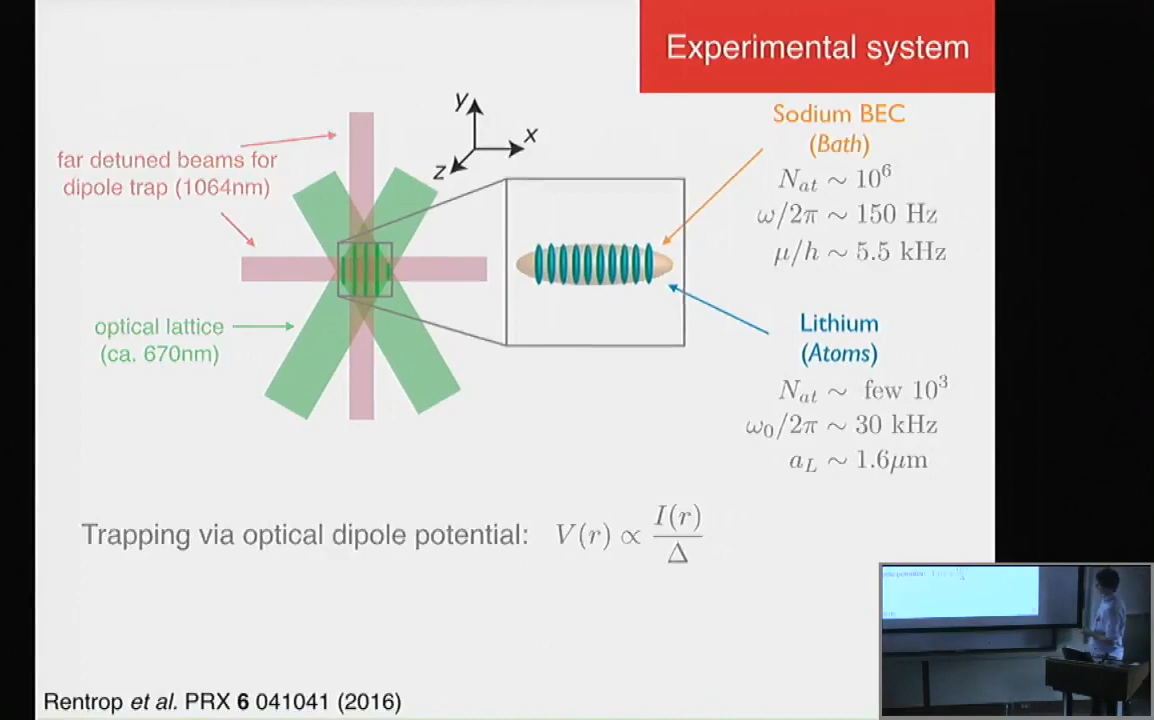 Experimental system
y
x
z
far detuned beams for
dipole trap (1064nm)
optical lattice
(ca. 670nm)
Sodium BEC
(Bath)
N_at ∼ 10^6
ω/2π ∼ 150 Hz
μ/h ∼ 5.5 kHz
Lithium
(Atoms)
N_at ∼ few 10^3
ω_0/2π ∼ 30 kHz
a_L ∼ 1.6μm
Trapping via optical dipole potential: V(r) ∝ I(r)/Δ
Rentrop et al. PRX 6 041041 (2016)